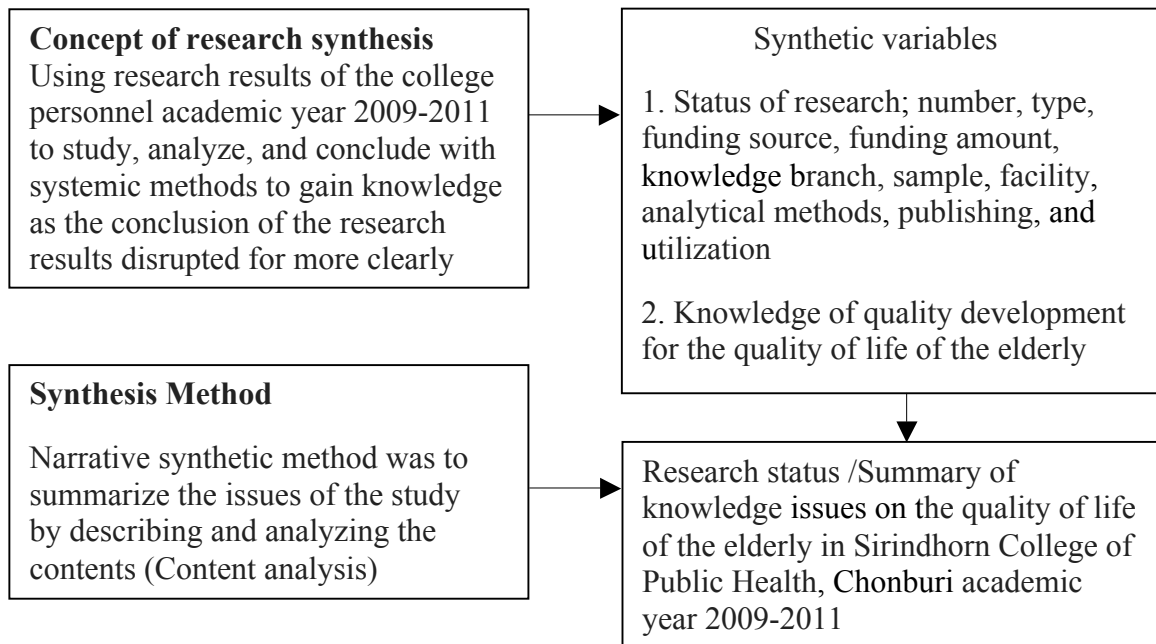 Concept of research synthesis
Using research results of the college
personnel academic year 2009-2011
to study, analyze, and conclude with
systemic methods to gain knowledge
as the conclusion of the research
results disrupted for more clearly
Synthetic variables
1. Status of research; number, type,
funding source, funding amount,
knowledge branch, sample, facility,
analytical methods, publishing, and
utilization
2. Knowledge of quality development
for the quality of life of the elderly
Synthesis Method
Narrative synthetic method was to
summarize the issues of the study
by describing and analyzing the
contents (Content analysis)
Research status /Summary of
knowledge issues on the quality of life
of the elderly in Sirindhorn College of
Public Health, Chonburi academic
year 2009-2011